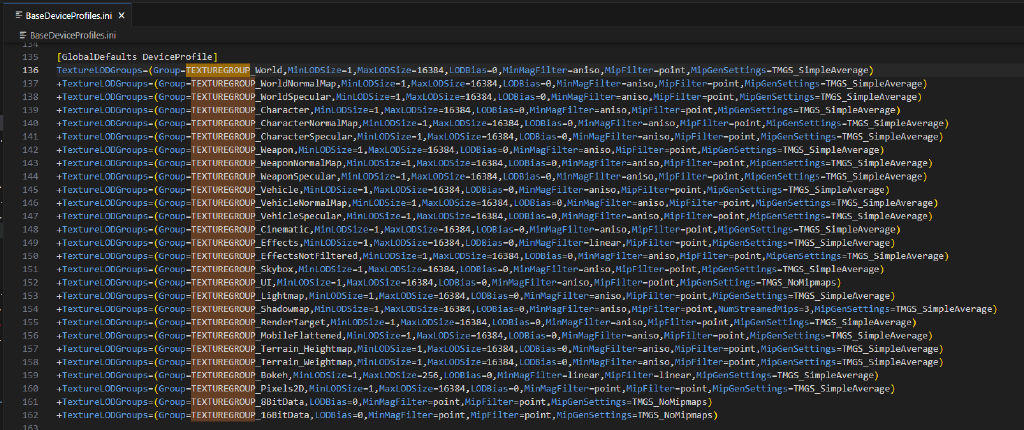 BaseDeviceProfiles.ini
BaseDeviceProfiles.ini
134
135 [GlobalDefaults DeviceProfile]
136 TextureLODGroups=(Group=TEXTUREGROUP_World,MinLODSize=1,MaxLODSize=16384,LODBias=0,MinMagFilter=aniso,MipFilter=point,MipGenSettings=TMGS_SimpleAverage)
137 +TextureLODGroups=(Group=TEXTUREGROUP_WorldNormalMap,MinLODSize=1,MaxLODSize=16384,LODBias=0,MinMagFilter=aniso,MipFilter=point,MipGenSettings=TMGS_SimpleAverage)
138 +TextureLODGroups=(Group=TEXTUREGROUP_WorldSpecular,MinLODSize=1,MaxLODSize=16384,LODBias=0,MinMagFilter=aniso,MipFilter=point,MipGenSettings=TMGS_SimpleAverage)
139 +TextureLODGroups=(Group=TEXTUREGROUP_Character,MinLODSize=1,MaxLODSize=16384,LODBias=0,MinMagFilter=aniso,MipFilter=point,MipGenSettings=TMGS_SimpleAverage)
140 +TextureLODGroups=(Group=TEXTUREGROUP_CharacterNormalMap,MinLODSize=1,MaxLODSize=16384,LODBias=0,MinMagFilter=aniso,MipFilter=point,MipGenSettings=TMGS_SimpleAverage)
141 +TextureLODGroups=(Group=TEXTUREGROUP_CharacterSpecular,MinLODSize=1,MaxLODSize=16384,LODBias=0,MinMagFilter=aniso,MipFilter=point,MipGenSettings=TMGS_SimpleAverage)
142 +TextureLODGroups=(Group=TEXTUREGROUP_Weapon,MinLODSize=1,MaxLODSize=16384,LODBias=0,MinMagFilter=aniso,MipFilter=point,MipGenSettings=TMGS_SimpleAverage)
143 +TextureLODGroups=(Group=TEXTUREGROUP_WeaponNormalMap,MinLODSize=1,MaxLODSize=16384,LODBias=0,MinMagFilter=aniso,MipFilter=point,MipGenSettings=TMGS_SimpleAverage)
144 +TextureLODGroups=(Group=TEXTUREGROUP_WeaponSpecular,MinLODSize=1,MaxLODSize=16384,LODBias=0,MinMagFilter=aniso,MipFilter=point,MipGenSettings=TMGS_SimpleAverage)
145 +TextureLODGroups=(Group=TEXTUREGROUP_Vehicle,MinLODSize=1,MaxLODSize=16384,LODBias=0,MinMagFilter=aniso,MipFilter=point,MipGenSettings=TMGS_SimpleAverage)
146 +TextureLODGroups=(Group=TEXTUREGROUP_VehicleNormalMap,MinLODSize=1,MaxLODSize=16384,LODBias=0,MinMagFilter=aniso,MipFilter=point,MipGenSettings=TMGS_SimpleAverage)
147 +TextureLODGroups=(Group=TEXTUREGROUP_VehicleSpecular,MinLODSize=1,MaxLODSize=16384,LODBias=0,MinMagFilter=aniso,MipFilter=point,MipGenSettings=TMGS_SimpleAverage)
148 +TextureLODGroups=(Group=TEXTUREGROUP_Cinematic,MinLODSize=1,MaxLODSize=16384,LODBias=0,MinMagFilter=aniso,MipFilter=point,MipGenSettings=TMGS_SimpleAverage)
149 +TextureLODGroups=(Group=TEXTUREGROUP_Effects,MinLODSize=1,MaxLODSize=16384,LODBias=0,MinMagFilter=linear,MipFilter=point,MipGenSettings=TMGS_SimpleAverage)
150 +TextureLODGroups=(Group=TEXTUREGROUP_EffectsNotFiltered,MinLODSize=1,MaxLODSize=16384,LODBias=0,MinMagFilter=aniso,MipFilter=point,MipGenSettings=TMGS_SimpleAverage)
151 +TextureLODGroups=(Group=TEXTUREGROUP_Skybox,MinLODSize=1,MaxLODSize=16384,LODBias=0,MinMagFilter=aniso,MipFilter=point,MipGenSettings=TMGS_SimpleAverage)
152 +TextureLODGroups=(Group=TEXTUREGROUP_UI,MinLODSize=1,MaxLODSize=16384,LODBias=0,MinMagFilter=aniso,MipFilter=point,MipGenSettings=TMGS_NoMipmaps)
153 +TextureLODGroups=(Group=TEXTUREGROUP_Lightmap,MinLODSize=1,MaxLODSize=16384,LODBias=0,MinMagFilter=aniso,MipFilter=point,MipGenSettings=TMGS_SimpleAverage)
154 +TextureLODGroups=(Group=TEXTUREGROUP_Shadowmap,MinLODSize=1,MaxLODSize=16384,LODBias=0,MinMagFilter=aniso,MipFilter=point,NumStreamedMips=3,MipGenSettings=TMGS_SimpleAverage)
155 +TextureLODGroups=(Group=TEXTUREGROUP_RenderTarget,MinLODSize=1,MaxLODSize=16384,LODBias=0,MinMagFilter=aniso,MipFilter=point,MipGenSettings=TMGS_SimpleAverage)
156 +TextureLODGroups=(Group=TEXTUREGROUP_MobileFlattened,MinLODSize=1,MaxLODSize=16384,LODBias=0,MinMagFilter=aniso,MipFilter=point,MipGenSettings=TMGS_SimpleAverage)
157 +TextureLODGroups=(Group=TEXTUREGROUP_Terrain_Heightmap,MinLODSize=1,MaxLODSize=16384,LODBias=0,MinMagFilter=aniso,MipFilter=point,MipGenSettings=TMGS_SimpleAverage)
158 +TextureLODGroups=(Group=TEXTUREGROUP_Terrain_Weightmap,MinLODSize=1,MaxLODSize=16384,LODBias=0,MinMagFilter=aniso,MipFilter=point,MipGenSettings=TMGS_SimpleAverage)
159 +TextureLODGroups=(Group=TEXTUREGROUP_Bokeh,MinLODSize=1,MaxLODSize=256,LODBias=0,MinMagFilter=linear,MipFilter=linear,MipGenSettings=TMGS_SimpleAverage)
160 +TextureLODGroups=(Group=TEXTUREGROUP_Pixels2D,MinLODSize=1,MaxLODSize=16384,LODBias=0,MinMagFilter=point,MipFilter=point,MipGenSettings=TMGS_SimpleAverage)
161 +TextureLODGroups=(Group=TEXTUREGROUP_8BitData,LODBias=0,MinMagFilter=point,MipFilter=point,MipGenSettings=TMGS_NoMipmaps)
162 +TextureLODGroups=(Group=TEXTUREGROUP_16BitData,LODBias=0,MinMagFilter=point,MipFilter=point,MipGenSettings=TMGS_NoMipmaps)
163